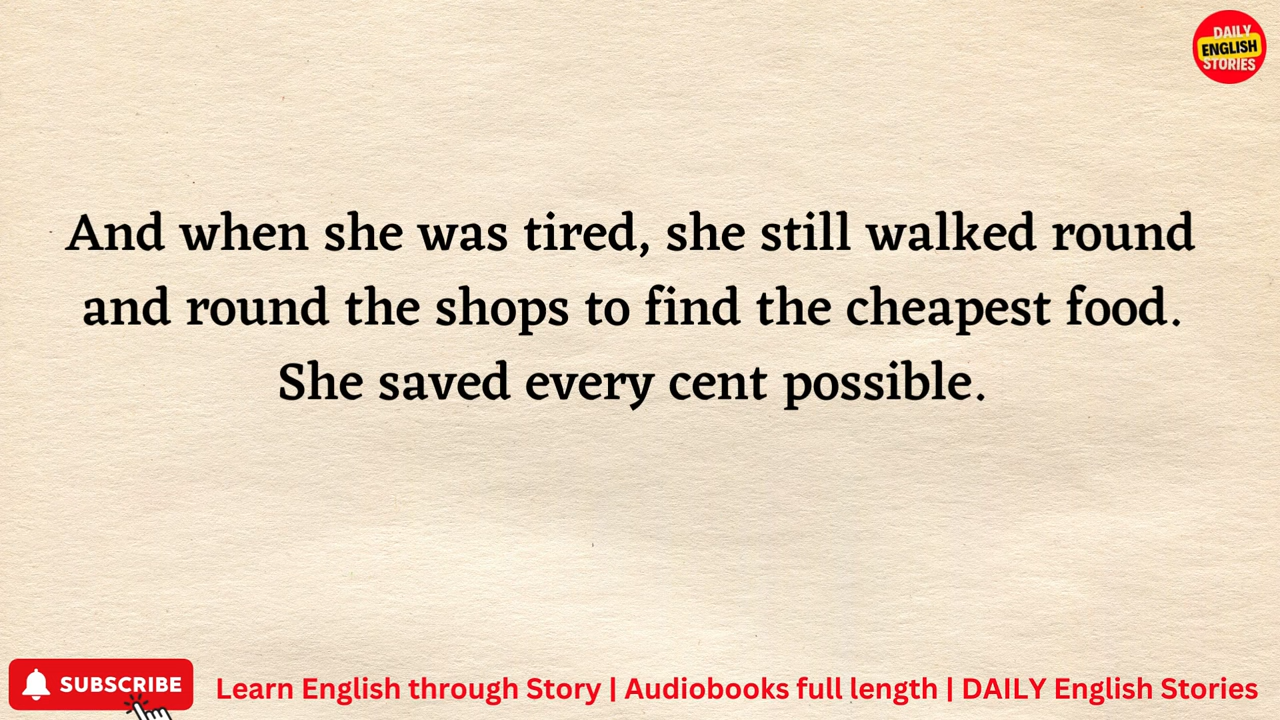 DAILY
ENGLISH
STORIES
And when she was tired, she still walked round
and round the shops to find the cheapest food.
She saved every cent possible.
SUBSCRIBE
Learn English through Story | Audiobooks full length | DAILY English Stories